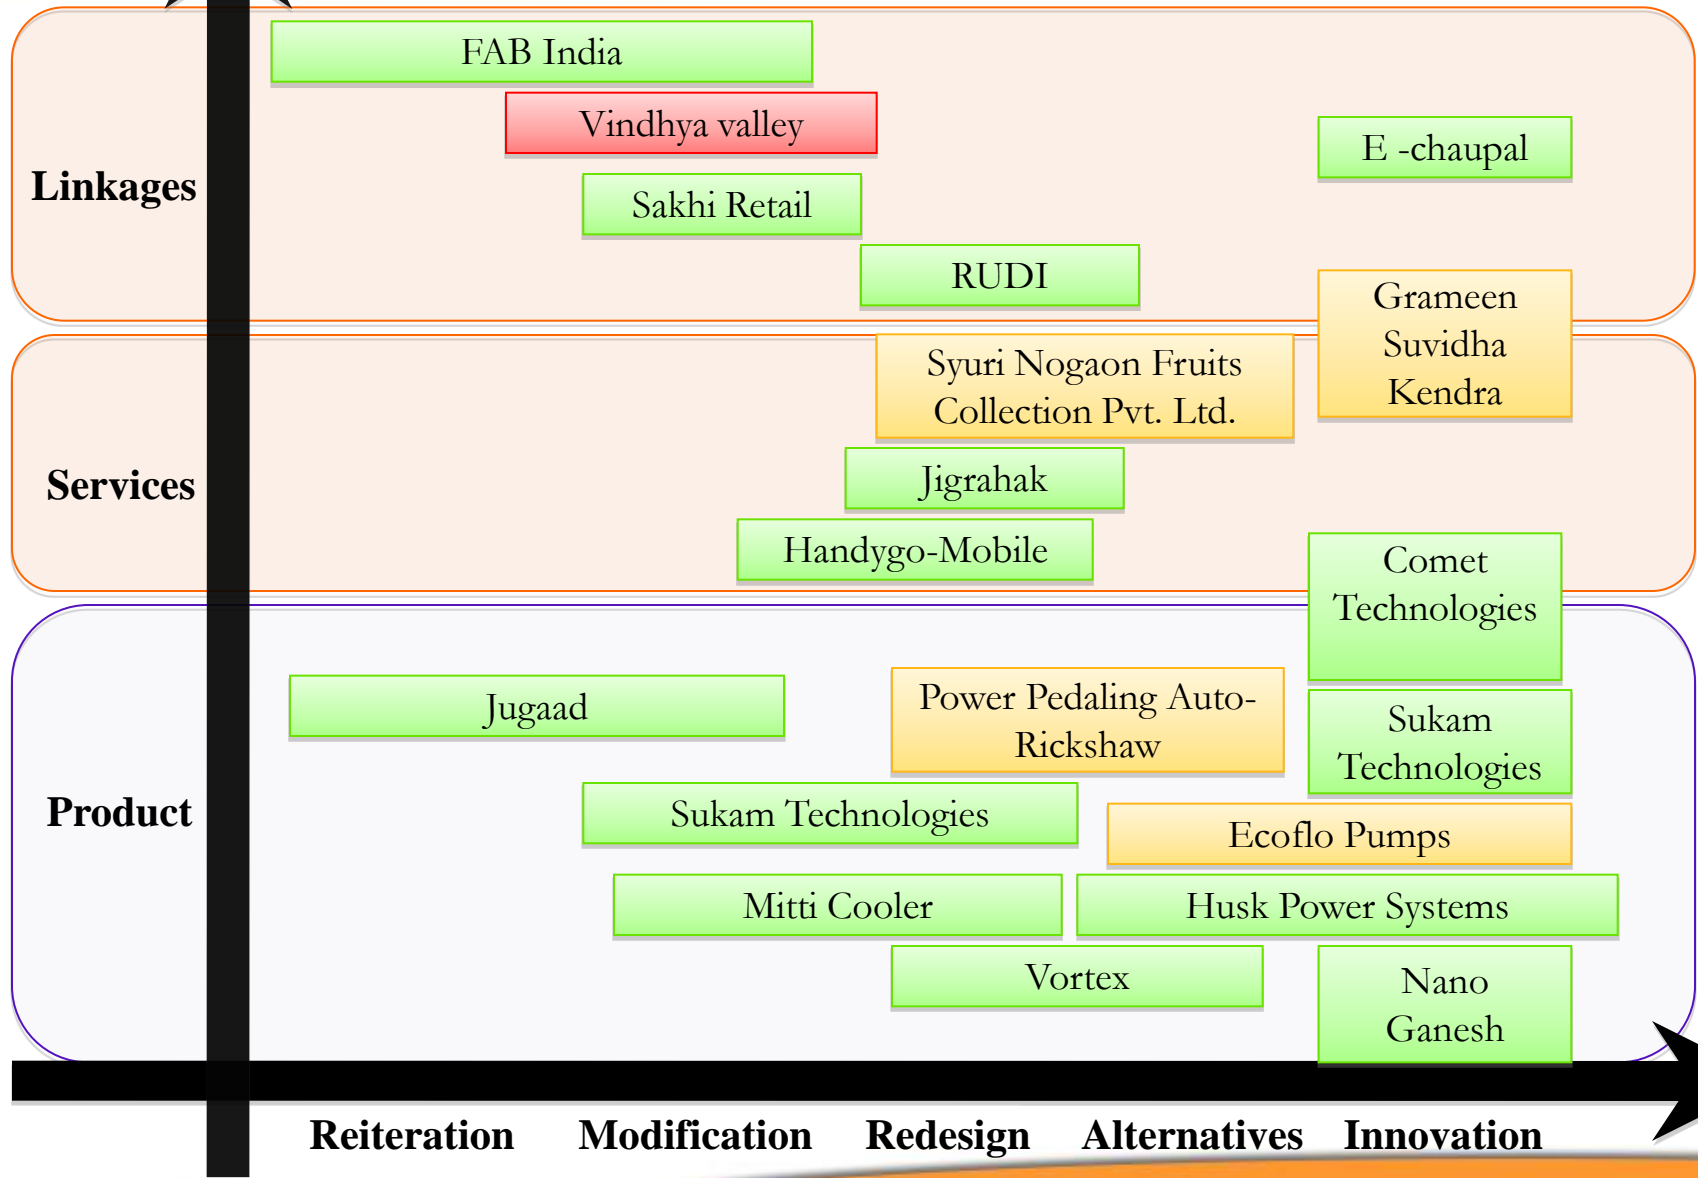 FAB India
Vindhya valley
E -chaupal
Linkages
Sakhi Retail
RUDI
Grameen
Suvidha
Kendra
Syuri Nogaon Fruits
Collection Pvt. Ltd.
Services
Jigrahak
Handygo-Mobile
Comet
Technologies
Jugaad
Power Pedaling Auto-
Rickshaw
Sukam
Technologies
Product
Sukam Technologies
Ecoflo Pumps
Mitti Cooler
Husk Power Systems
Vortex
Nano
Ganesh
Reiteration
Modification
Redesign
Alternatives
Innovation